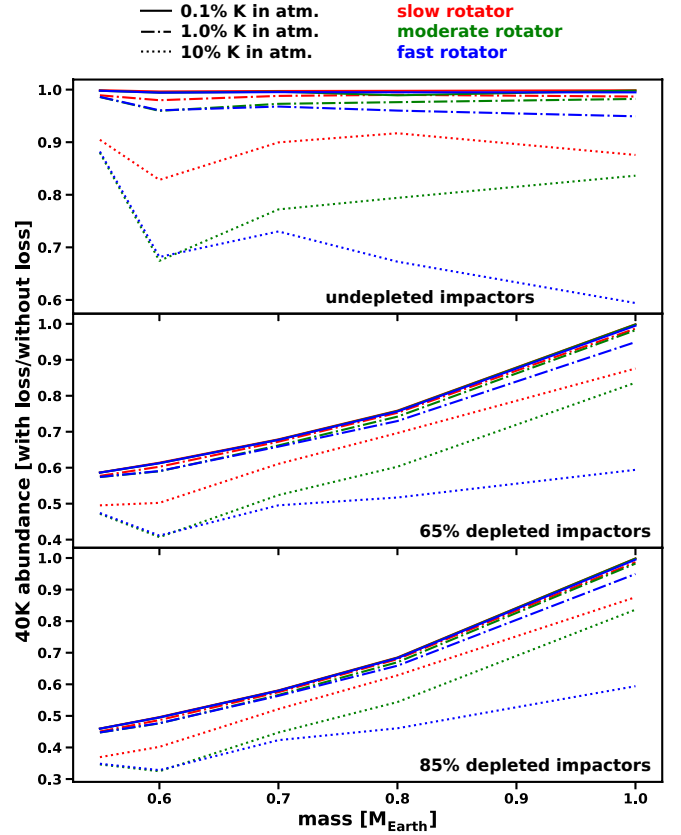 0.1% K in atm. slow rotator
1.0% K in atm. moderate rotator
10% K in atm. fast rotator
1.0
0.9
0.8
0.7
0.6
undepleted impactors
1.0
0.9
0.8
0.7
0.6
0.5
0.4
65% depleted impactors
1.0
0.9
0.8
0.7
0.6
0.5
0.4
0.3
85% depleted impactors
40K abundance [with loss/without loss]
0.6 0.7 0.8 0.9 1.0
mass [M_Earth]